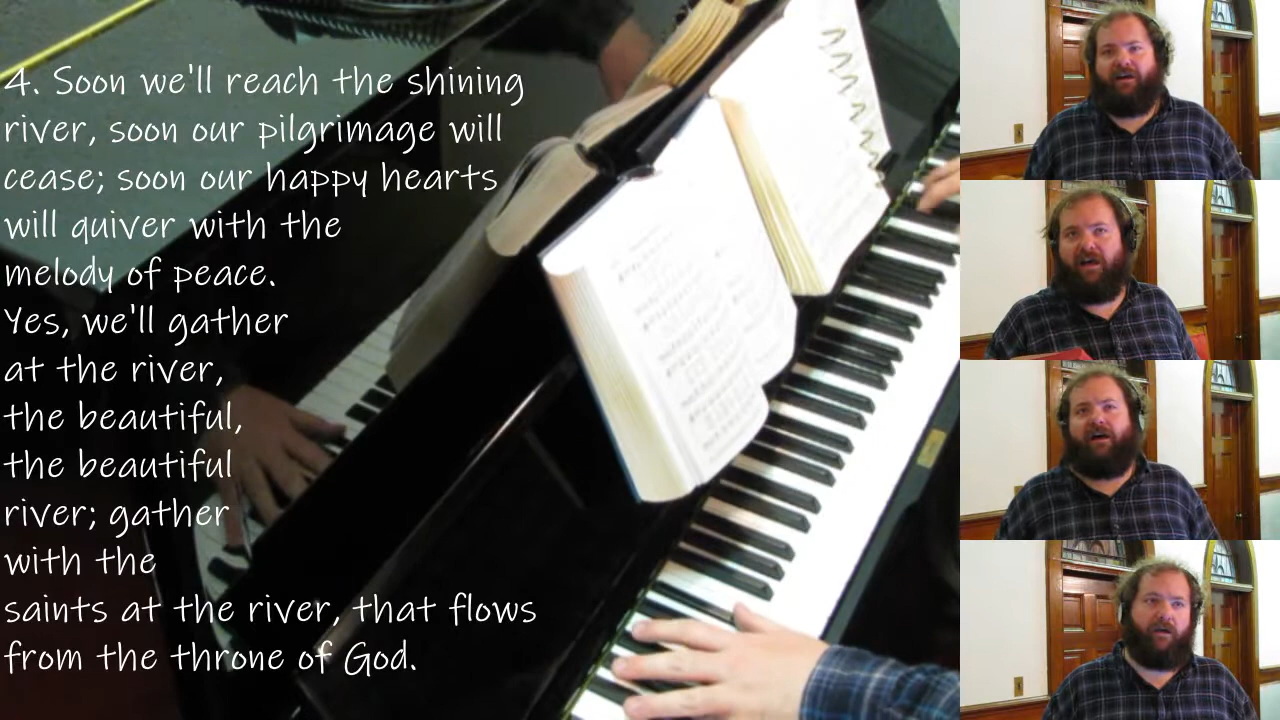 4. Soon we'll reach the shining
river, soon our pilgrimage will
cease; soon our happy hearts
will quiver with the
melody of peace.
Yes, we'll gather
at the river,
the beautiful,
the beautiful
river; gather
with the
saints at the river, that flows
from the throne of God.